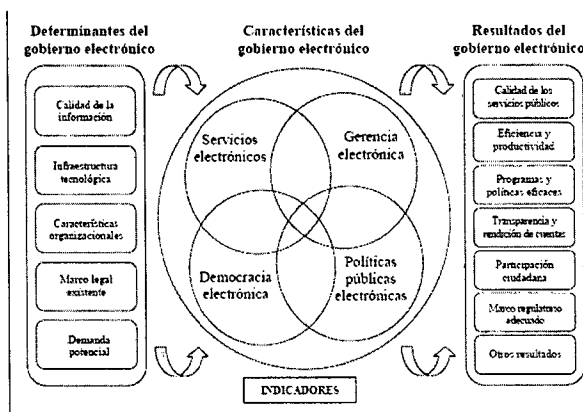 Determinantes del
gobierno electrónico
Calidad de la
información
Infraestructura
tecnológica
Características
organizacionales
Marco legal
existente
Demanda
potencial
Características del
gobierno electrónico
Servicios
electrónicos
Gerencia
electrónica
Democracia
electrónica
Políticas
públicas
electrónicas
INDICADORES
Resultados del
gobierno electrónico
Calidad de los
servicios públicos
Eficiencia y
productividad
Programas y
políticas eficaces
Transparencia y
rendición de cuentas
Participación
ciudadana
Marco regulatorio
adecuado
Otros resultados